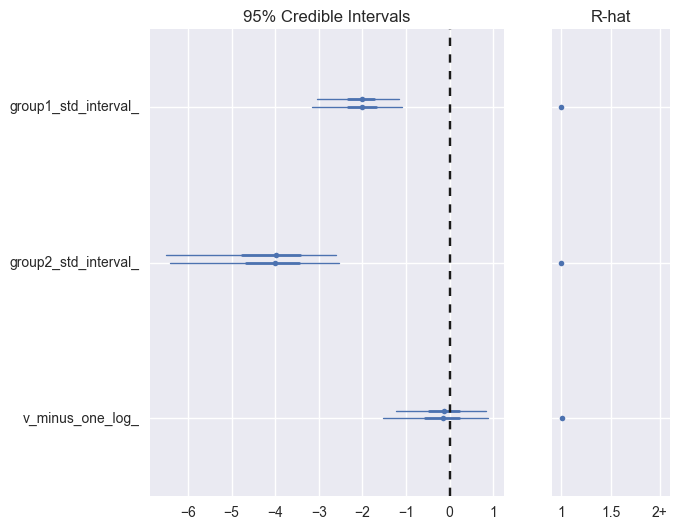 95% Credible Intervals
R-hat
group1_std_interval_
group2_std_interval_
v_minus_one_log_
−6 −5 −4 −3 −2 −1 0 1
1 1.5 2+